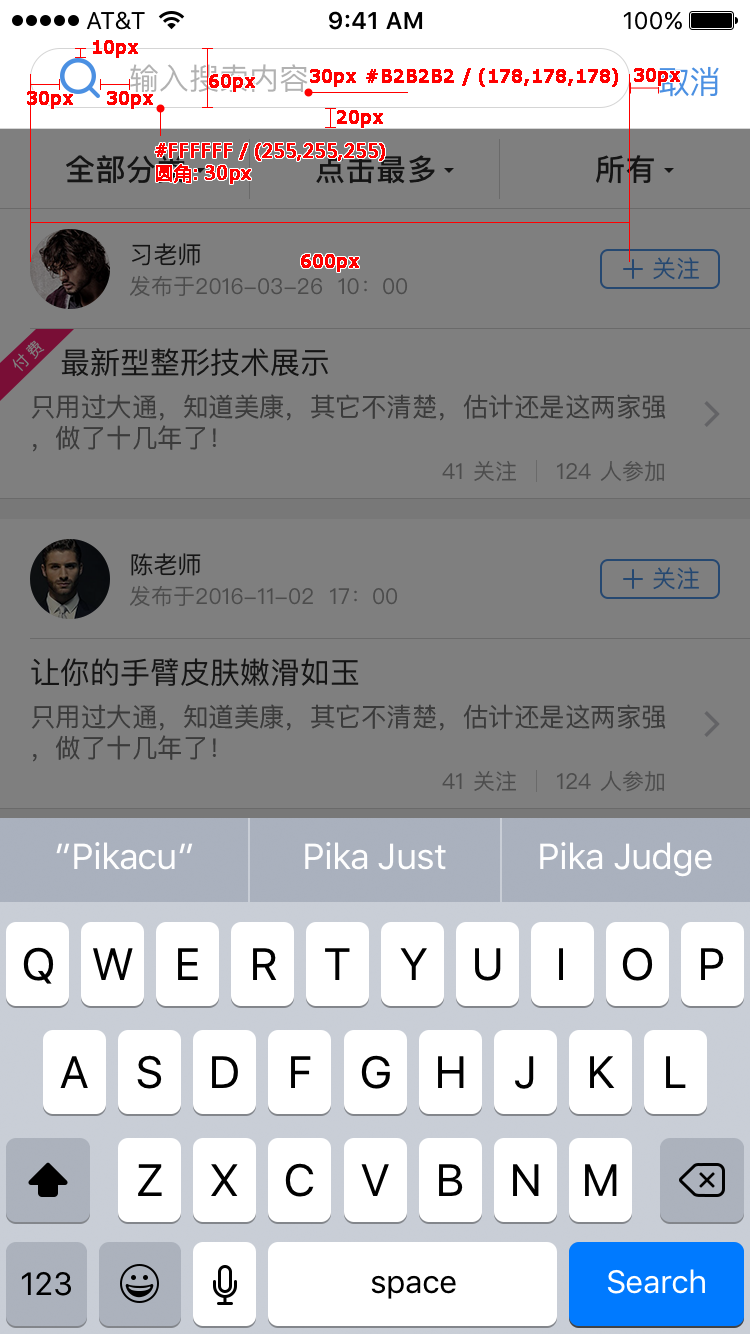 AT&T 9:41 AM 100%
10px
输入搜索内容 60px 30px #B2B2B2 / (178,178,178) 30px 取消
30px 30px
20px
#FFFFFF / (255,255,255)
圆角: 30px
全部分 点击最多 所有
600px
习老师
发布于2016-03-26 10：00
关注
付费
最新型整形技术展示
只用过大通，知道美康，其它不清楚，估计还是这两家强
，做了十几年了！
41 关注 124 人参加
陈老师
发布于2016-11-02 17：00
关注
让你的手臂皮肤嫩滑如玉
只用过大通，知道美康，其它不清楚，估计还是这两家强
，做了十几年了！
41 关注 124 人参加
“Pikacu” Pika Just Pika Judge
Q W E R T Y U I O P
A S D F G H J K L
Z X C V B N M
123 space Search